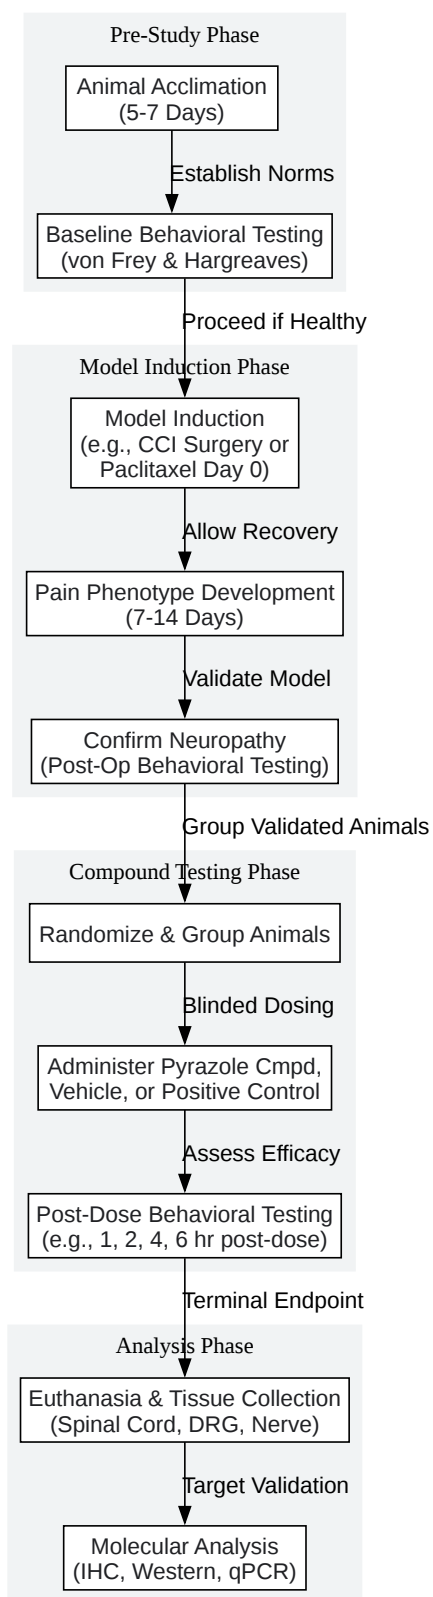 Pre-Study Phase
Animal Acclimation
(5-7 Days)
Establish Norms
Baseline Behavioral Testing
(von Frey & Hargreaves)
Proceed if Healthy
Model Induction Phase
Model Induction
(e.g., CCI Surgery or
Paclitaxel Day 0)
Allow Recovery
Pain Phenotype Development
(7-14 Days)
Validate Model
Confirm Neuropathy
(Post-Op Behavioral Testing)
Group Validated Animals
Compound Testing Phase
Randomize & Group Animals
Blinded Dosing
Administer Pyrazole Cmpd,
Vehicle, or Positive Control
Assess Efficacy
Post-Dose Behavioral Testing
(e.g., 1, 2, 4, 6 hr post-dose)
Terminal Endpoint
Analysis Phase
Euthanasia & Tissue Collection
(Spinal Cord, DRG, Nerve)
Target Validation
Molecular Analysis
(IHC, Western, qPCR)